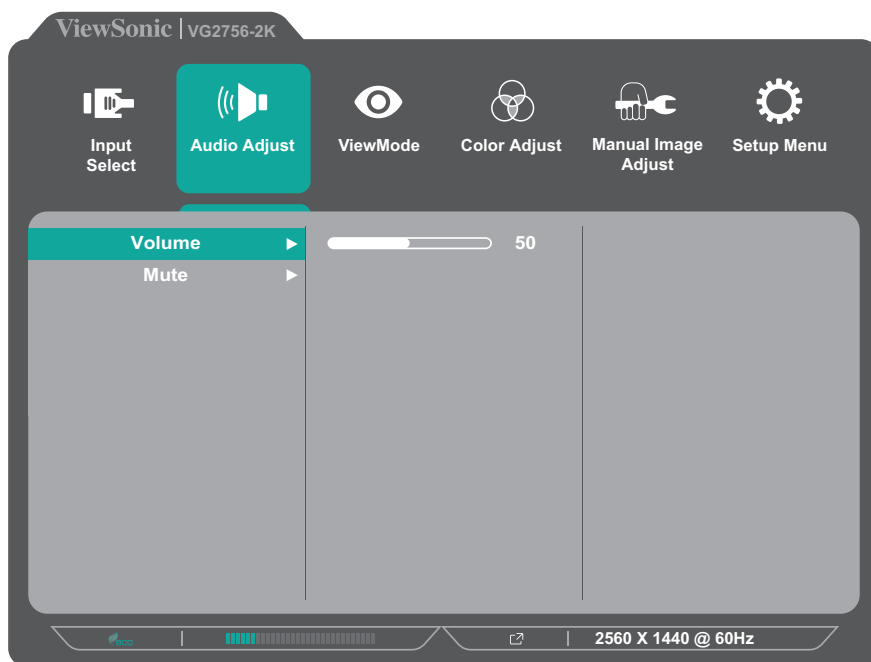 ViewSonic | VG2756-2K
Input
Select
Audio Adjust
ViewMode
Color Adjust
Manual Image
Adjust
Setup Menu
Volume 50
Mute
eco
2560 X 1440 @ 60Hz